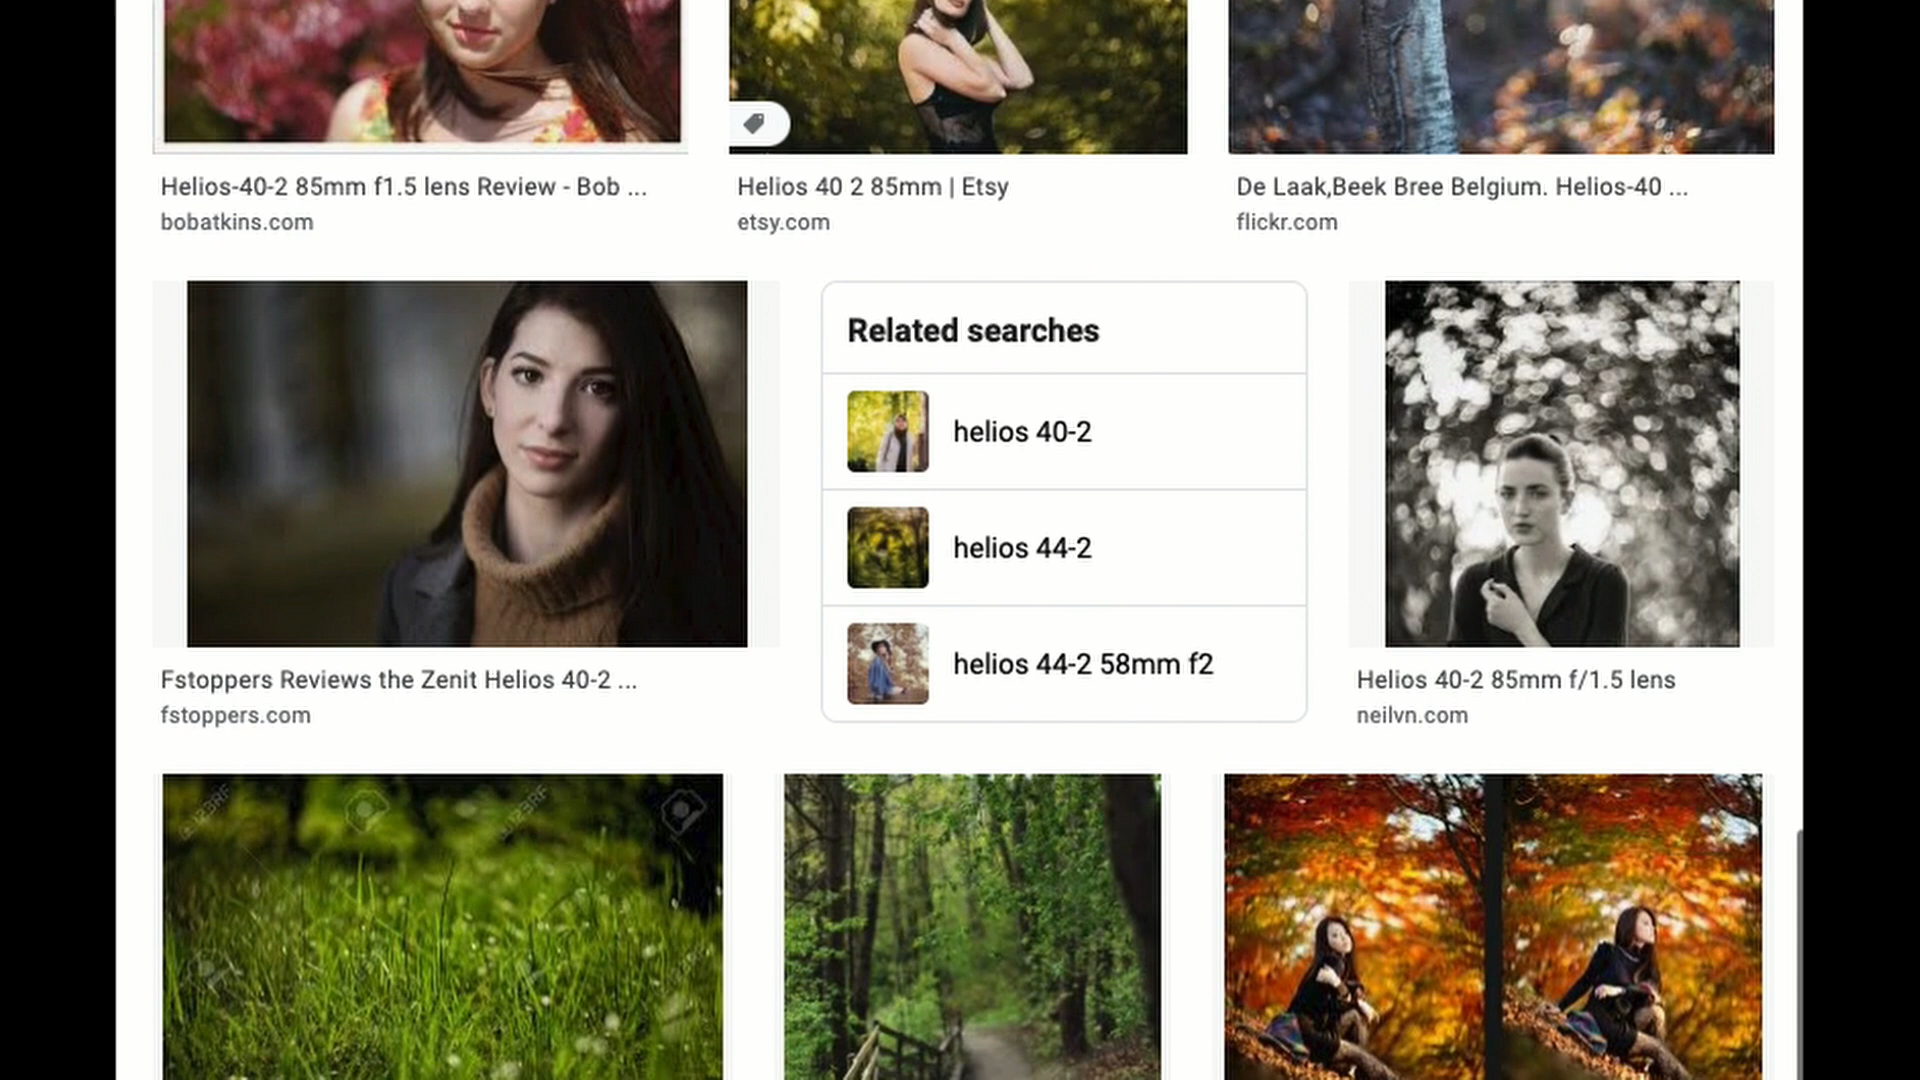 Helios-40-2 85mm f1.5 lens Review - Bob ...
bobatkins.com
Helios 40 2 85mm | Etsy
etsy.com
De Laak,Beek Bree Belgium. Helios-40 ...
flickr.com
Fstoppers Reviews the Zenit Helios 40-2 ...
fstoppers.com
Related searches
helios 40-2
helios 44-2
helios 44-2 58mm f2
Helios 40-2 85mm f/1.5 lens
neilvn.com